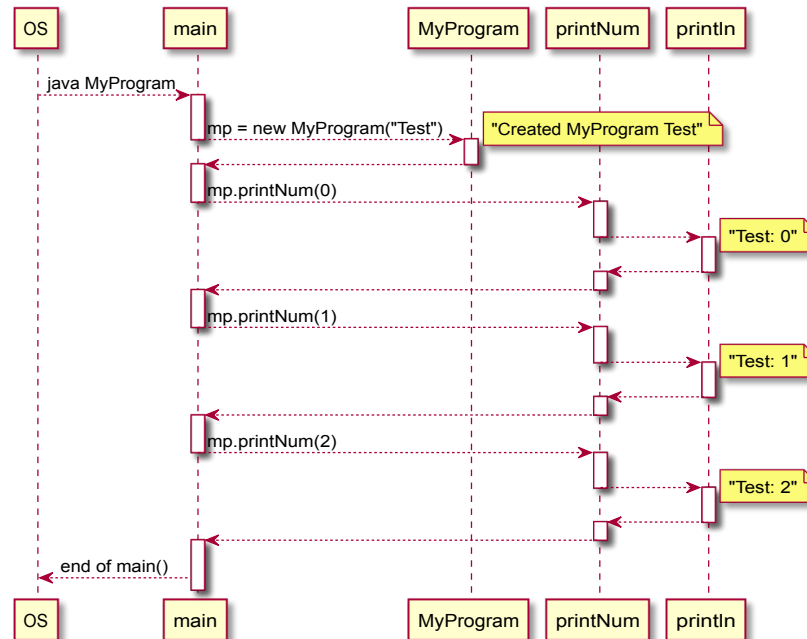 OS
main
MyProgram
printNum
println
java MyProgram
mp = new MyProgram("Test")
"Created MyProgram Test"
mp.printNum(0)
"Test: 0"
mp.printNum(1)
"Test: 1"
mp.printNum(2)
"Test: 2"
end of main()
OS
main
MyProgram
printNum
println